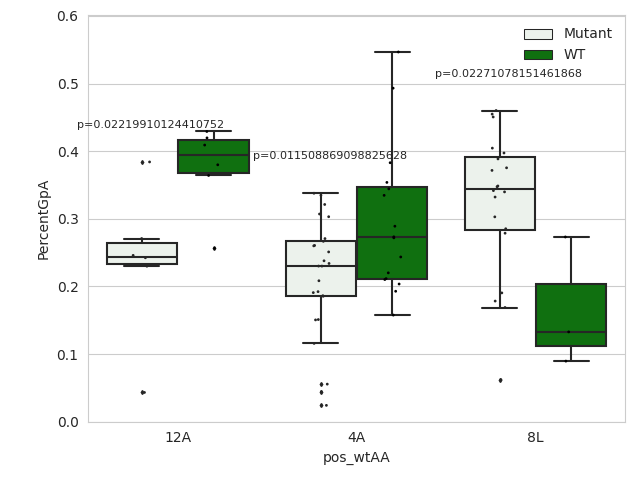 0.6
Mutant
WT
p=0.02271078151461868
0.5
p=0.02219910124410752
0.4
p=0.011508869098825628
0.3
PercentGpA
0.2
0.1
0.0
12A
4A
8L
pos_wtAA